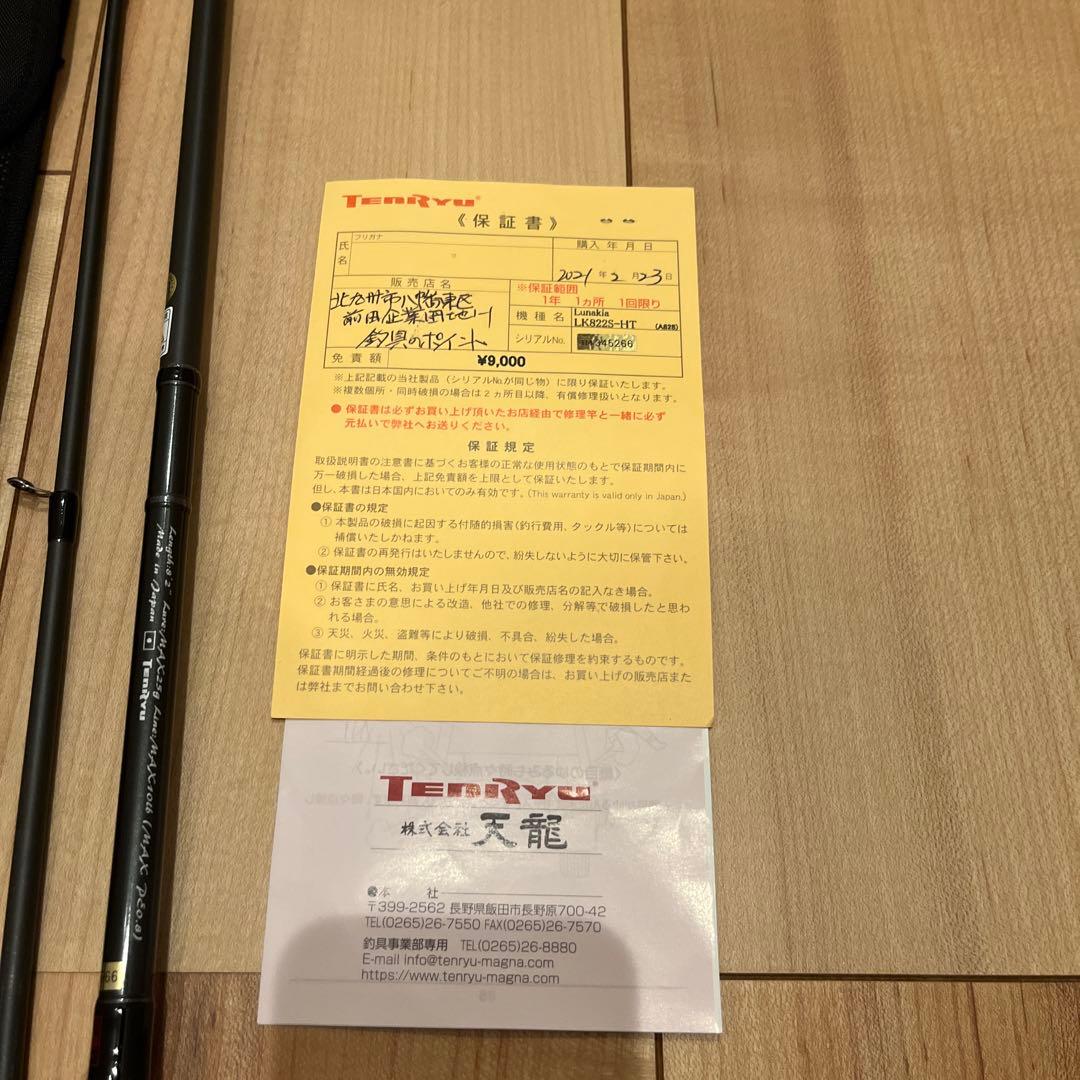 TENRYU®
《保証書》
フリガナ
氏名
購入年月日
2021年2月23日
販売店名
北九州市八幡東区
前田企業団地1-1
釣具のポイント
※保証範囲
1年 1ヵ所 1回限り
機種名 Lunakia
LK822S-HT (A828)
シリアルNo. 045266
免責額 ¥9,000
※上記記載の当社製品(シリアルNo.が同じ物)に限り保証いたします。
※複数個所・同時破損の場合は2ヵ所目以降、有償修理扱いとなります。
●保証書は必ずお買い上げ頂いたお店経由で修理竿と一緒に必ず
元払いで弊社へお送りください。
保証規定
取扱説明書の注意書に基づくお客様の正常な使用状態のもとで保証期間内に
万一破損した場合、上記免責額を上限として保証いたします。
但し、本書は日本国内においてのみ有効です。(This warranty is valid only in Japan.)
●保証書の規定
① 本製品の破損に起因する付随的損害(釣行費用、タックル等)については
補償いたしかねます。
② 保証書の再発行はいたしませんので、紛失しないように大切に保管下さい。
●保証期間内の無効規定
① 保証書に氏名、お買い上げ年月日及び販売店名の記入なき場合。
② お客さまの意思による改造、他社での修理、分解等で破損したと思わ
れる場合。
③ 天災、火災、盗難等により破損、不具合、紛失した場合。
保証書に明示した期間、条件のもとにおいて保証修理を約束するものです。
保証書期間経過後の修理についてご不明の場合は、お買い上げの販売店また
は弊社までお問い合わせ下さい。
TENRYU®
株式会社 天龍
●本 社
〒399-2562 長野県飯田市長野原700-42
TEL(0265)26-7550 FAX(0265)26-7570
釣具事業部専用 TEL(0265)26-8880
E-mail info@tenryu-magna.com
https://www.tenryu-magna.com
Length:8'2" Lure/MAX25g Line/MAX10lb (MAX PE0.8)
Made in Japan TENRYU
66